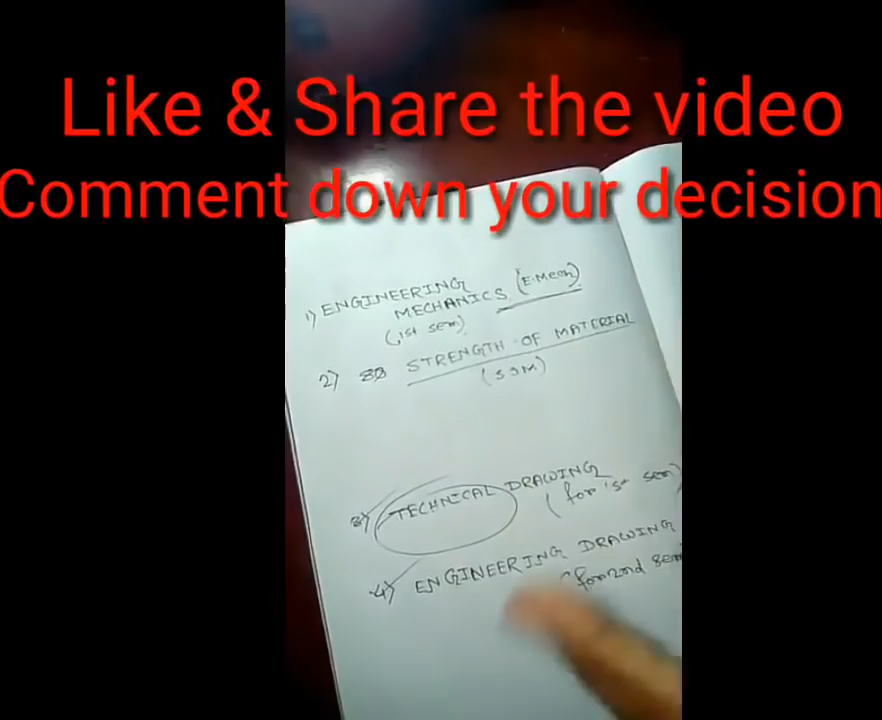 Like & Share the video
Comment down your decision
1) ENGINEERING
MECHANICS (E.Mech)
(1st sem)
2) STRENGTH OF MATERIAL
(SOM)
3) TECHNICAL DRAWING
(for 1st sem)
4) ENGINEERING DRAWING
(for 2nd sem